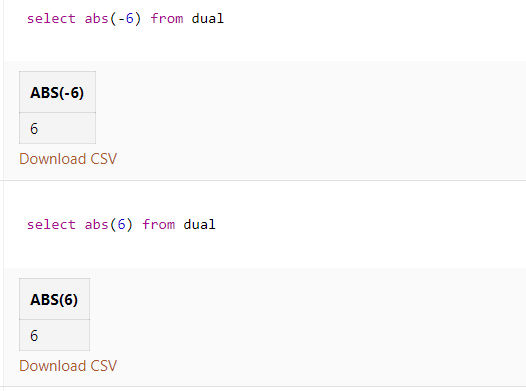 select abs(-6) from dual
ABS(-6)
6
Download CSV
select abs(6) from dual
ABS(6)
6
Download CSV